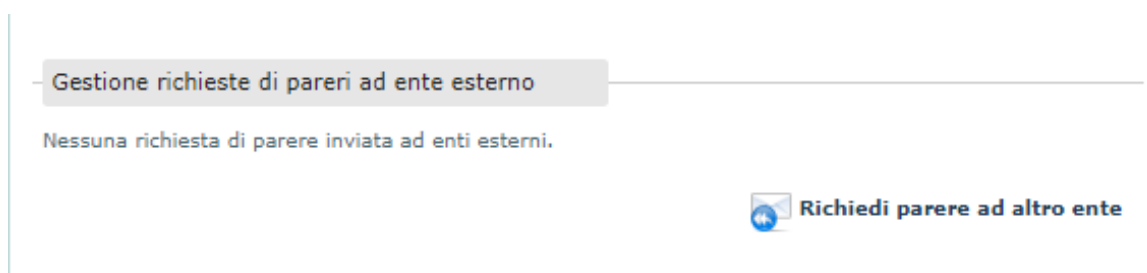 Gestione richieste di pareri ad ente esterno
Nessuna richiesta di parere inviata ad enti esterni.
Richiedi parere ad altro ente